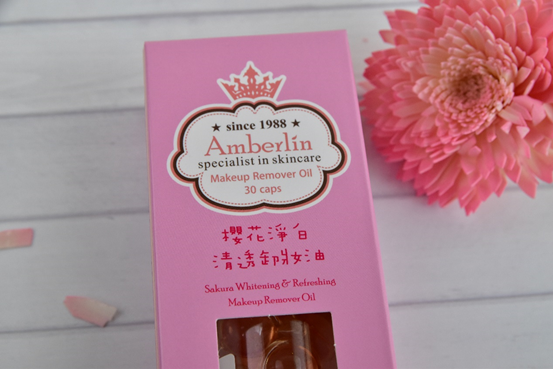 ★ since 1988 ★
Amberlin
specialist in skincare
Makeup Remover Oil
30 caps
櫻花淨白
清透卸妝油
Sakura Whitening & Refreshing
Makeup Remover Oil